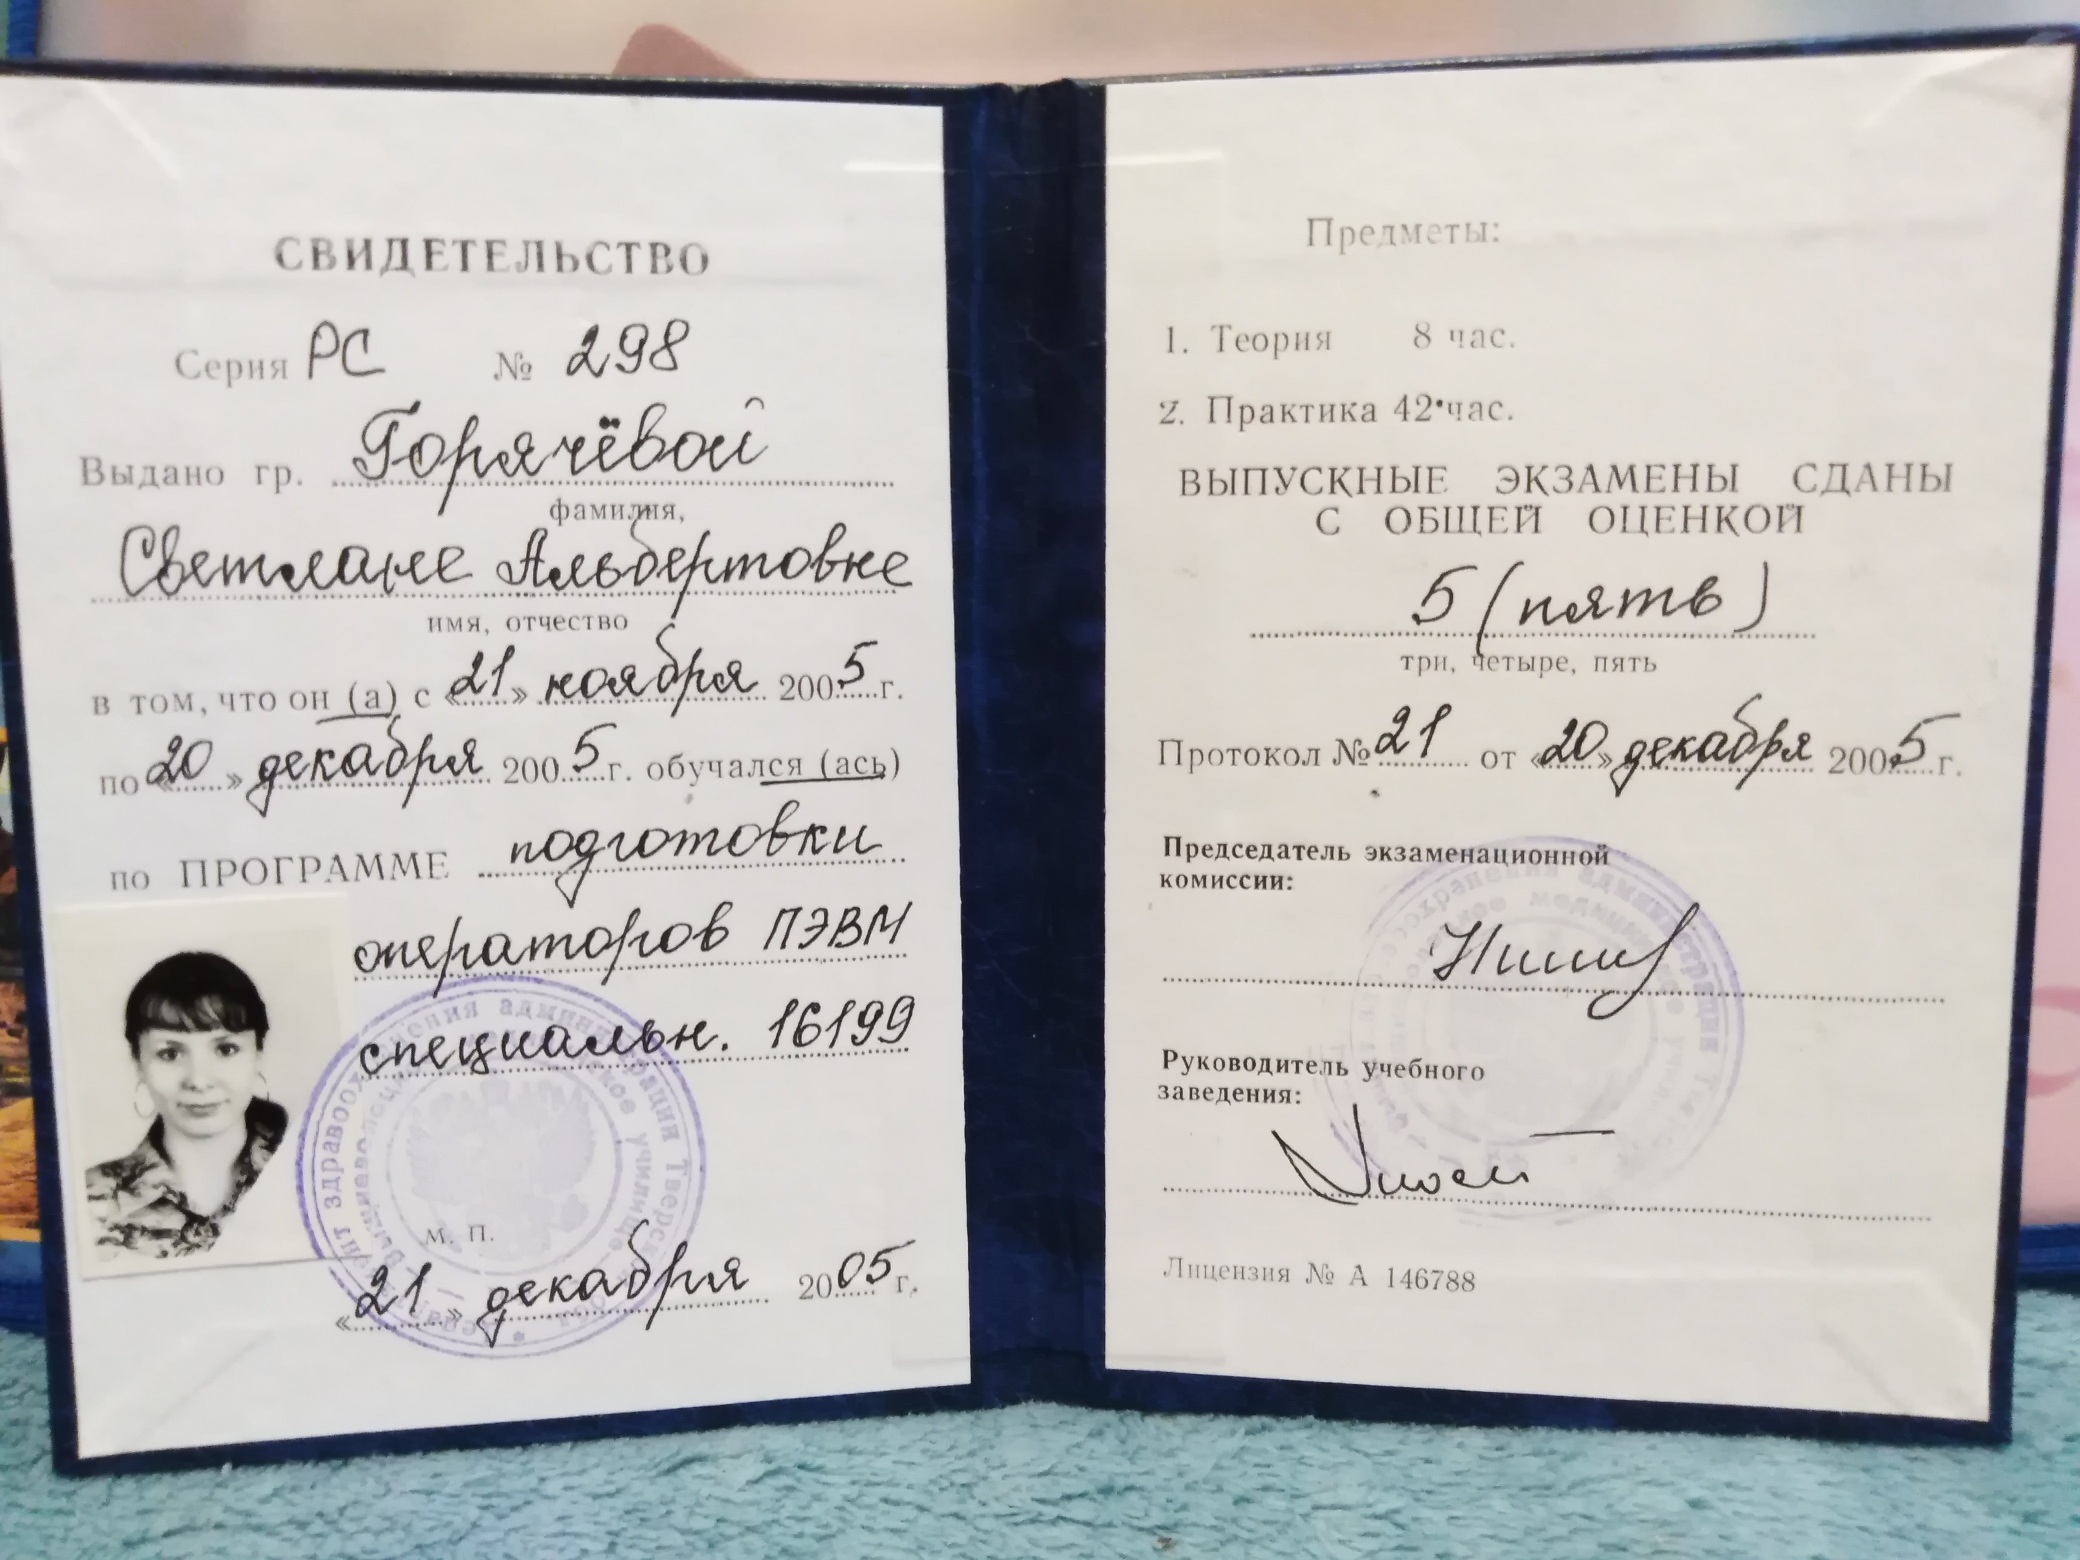 СВИДЕТЕЛЬСТВО
Серия РС № 298
Выдано гр. Горячёвой
фамилия,
Светлане Альбертовне
имя, отчество
в том, что он (а) с «21» ноября 2005 г.
по «20» декабря 2005 г. обучался (ась)
по ПРОГРАММЕ подготовки
операторов ПЭВМ
специальн. 16199
М. П.
«21» декабря 2005 г.
Предметы:
1. Теория 8 час.
2. Практика 42 час.
ВЫПУСКНЫЕ ЭКЗАМЕНЫ СДАНЫ
С ОБЩЕЙ ОЦЕНКОЙ
5 (пять)
три, четыре, пять
Протокол № 21 от «20» декабря 2005 г.
Председатель экзаменационной
комиссии:
Руководитель учебного
заведения:
Лицензия № А 146788